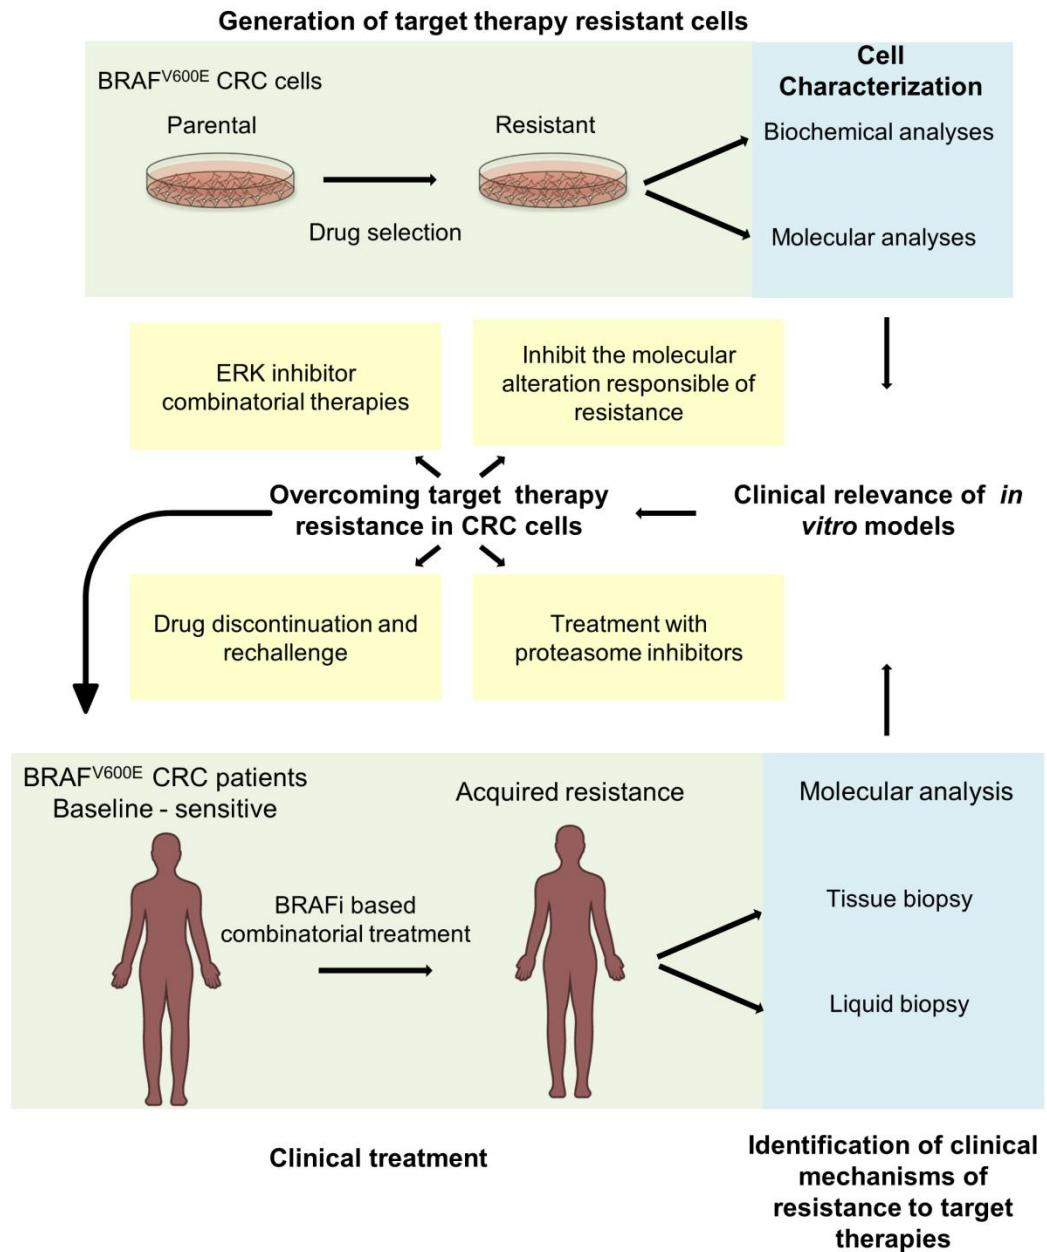 Generation of target therapy resistant cells
BRAFV600E CRC cells
Parental
Resistant
Drug selection
Cell
Characterization
Biochemical analyses
Molecular analyses
ERK inhibitor
combinatorial therapies
Inhibit the molecular
alteration responsible of
resistance
Overcoming target therapy
resistance in CRC cells
Clinical relevance of in
vitro models
Drug discontinuation and
rechallenge
Treatment with
proteasome inhibitors
BRAFV600E CRC patients
Baseline - sensitive
Acquired resistance
BRAFi based
combinatorial treatment
Molecular analysis
Tissue biopsy
Liquid biopsy
Clinical treatment
Identification of clinical
mechanisms of
resistance to target
therapies